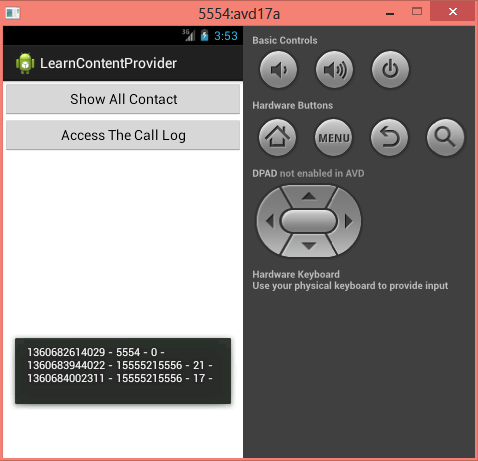 5554:avd17a
3G 3:53
LearnContentProvider
Show All Contact
Access The Call Log
1360682614029 - 5554 - 0 -
1360683944022 - 15555215556 - 21 -
1360684002311 - 15555215556 - 17 -
Basic Controls
Hardware Buttons
MENU
DPAD not enabled in AVD
Hardware Keyboard
Use your physical keyboard to provide input